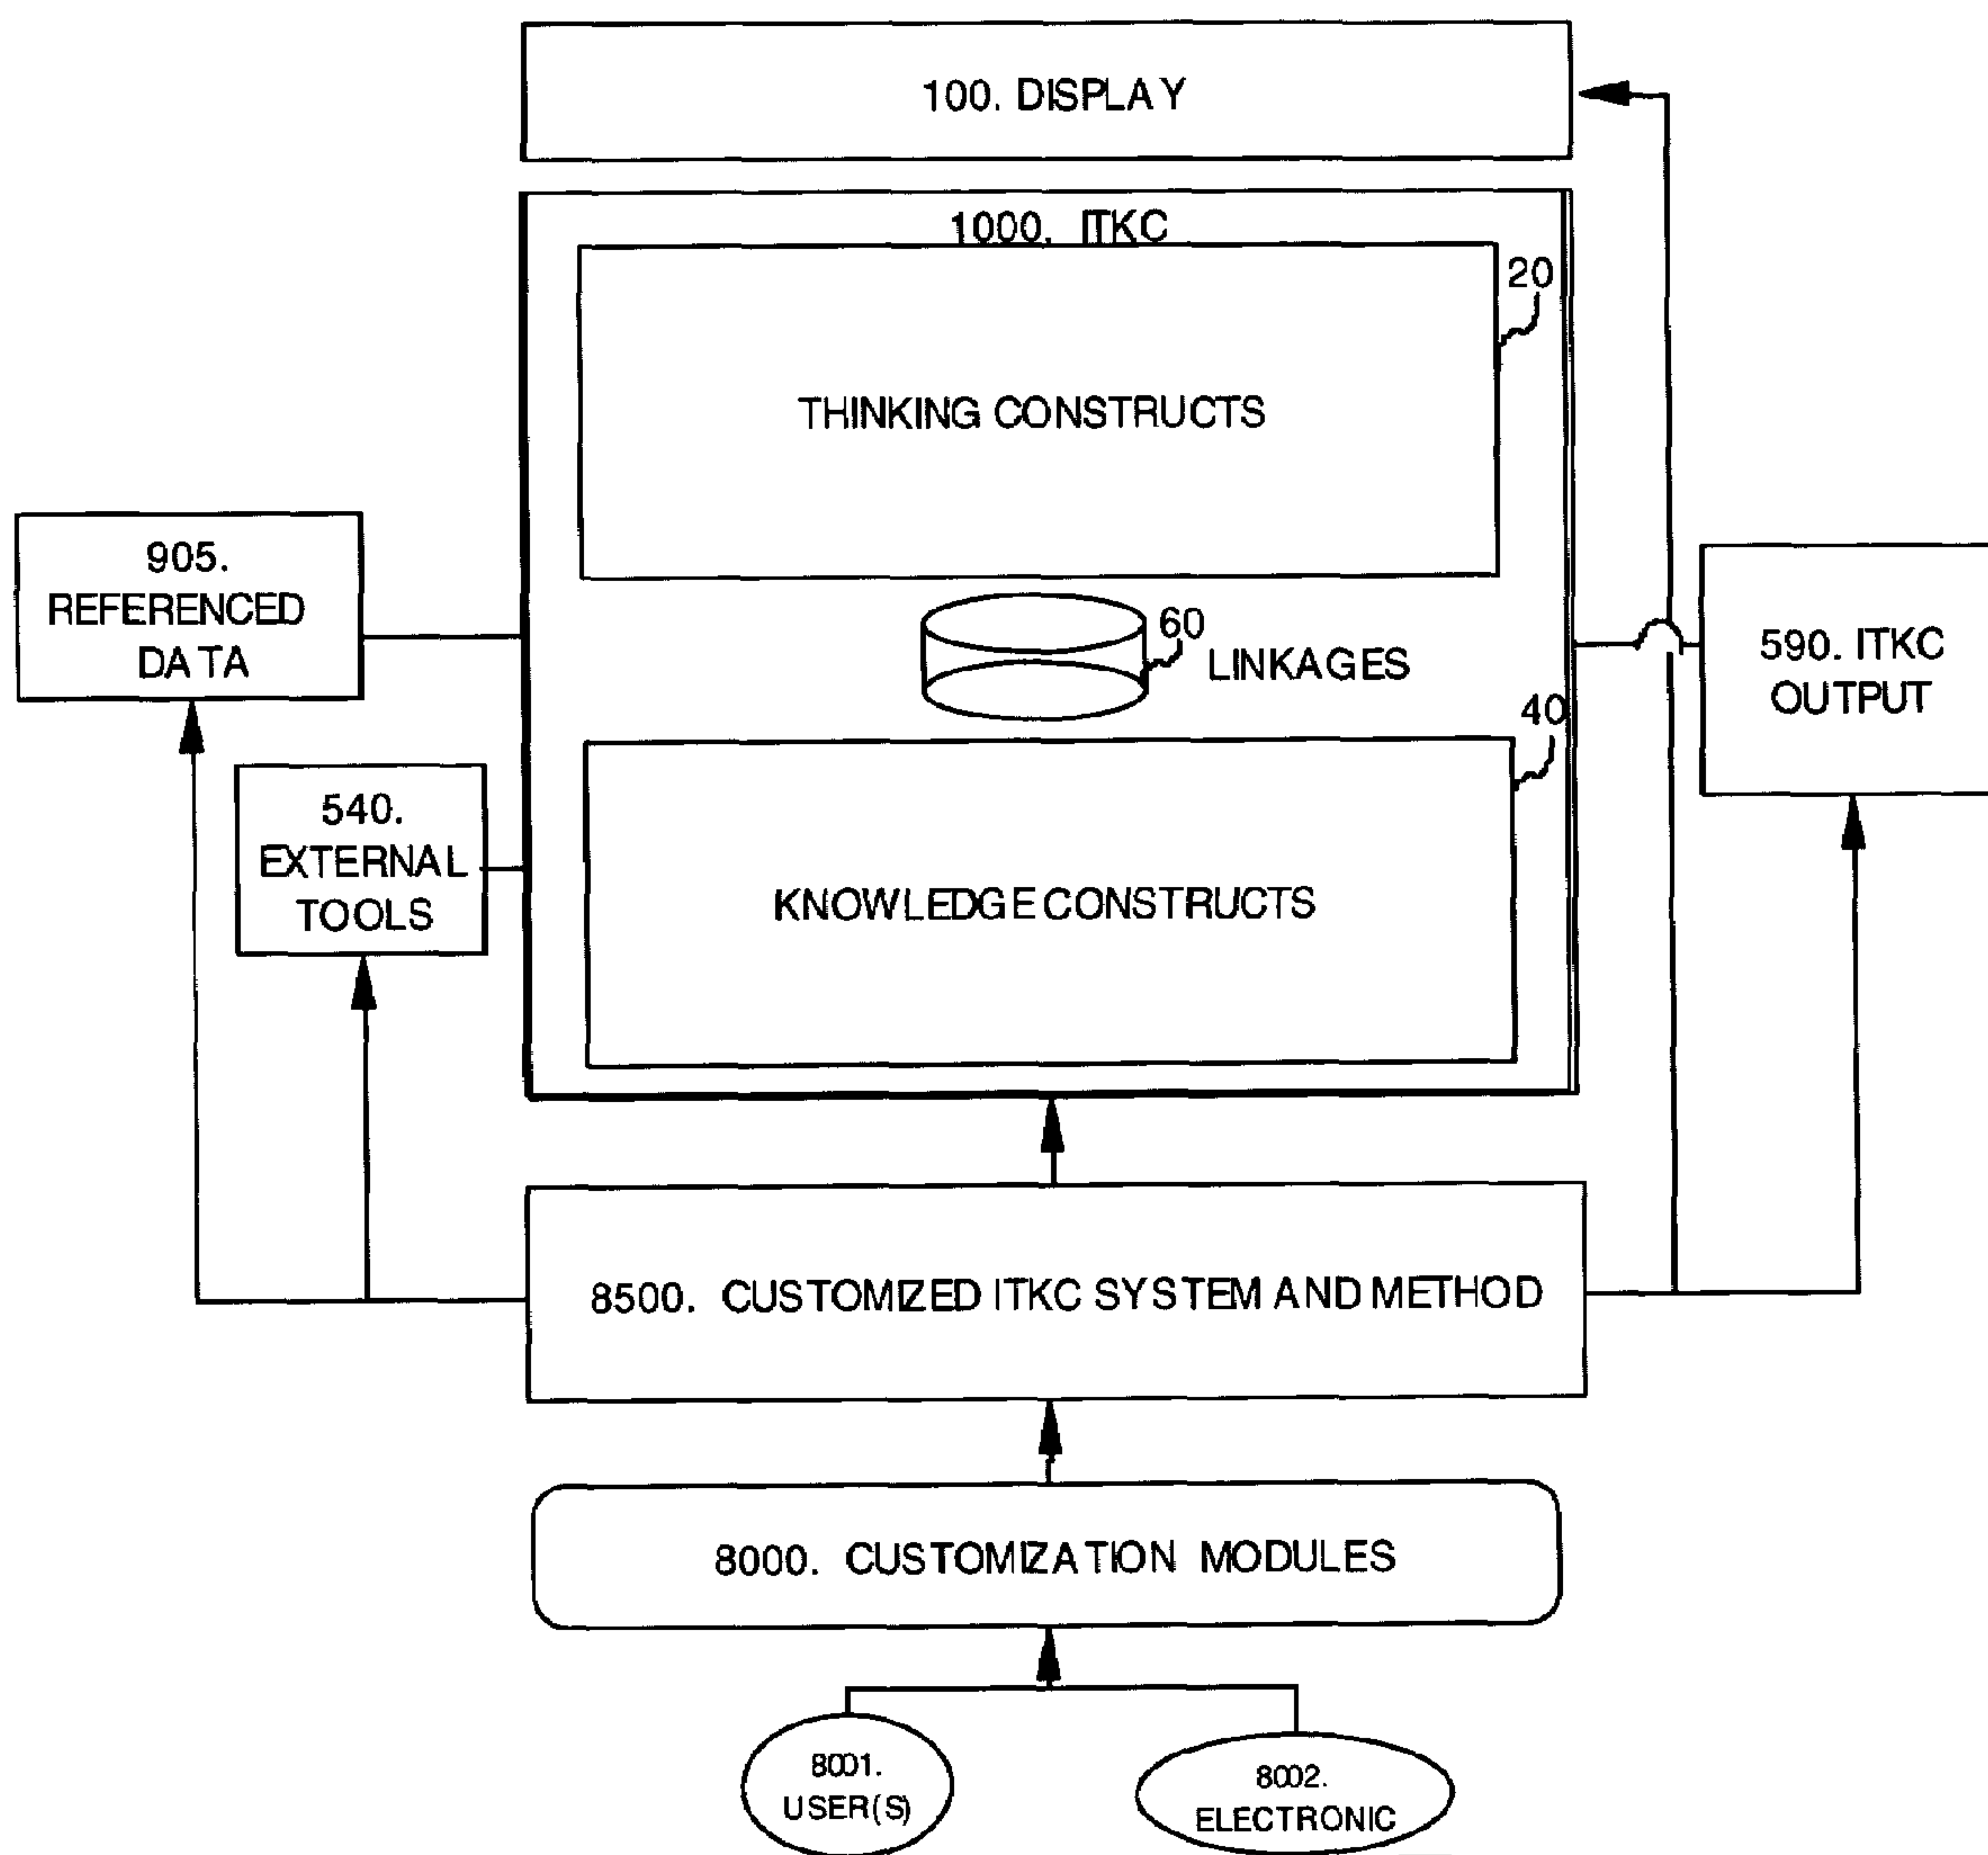 100. DISPLAY
1000. ITKC
20
THINKING CONSTRUCTS
905.
REFERENCED
DATA
60
LINKAGES
590. ITKC
OUTPUT
40
540.
EXTERNAL
TOOLS
KNOWLEDGE CONSTRUCTS
8500. CUSTOMIZED ITKC SYSTEM AND METHOD
8000. CUSTOMIZATION MODULES
8001.
USER(S)
8002.
ELECTRONIC